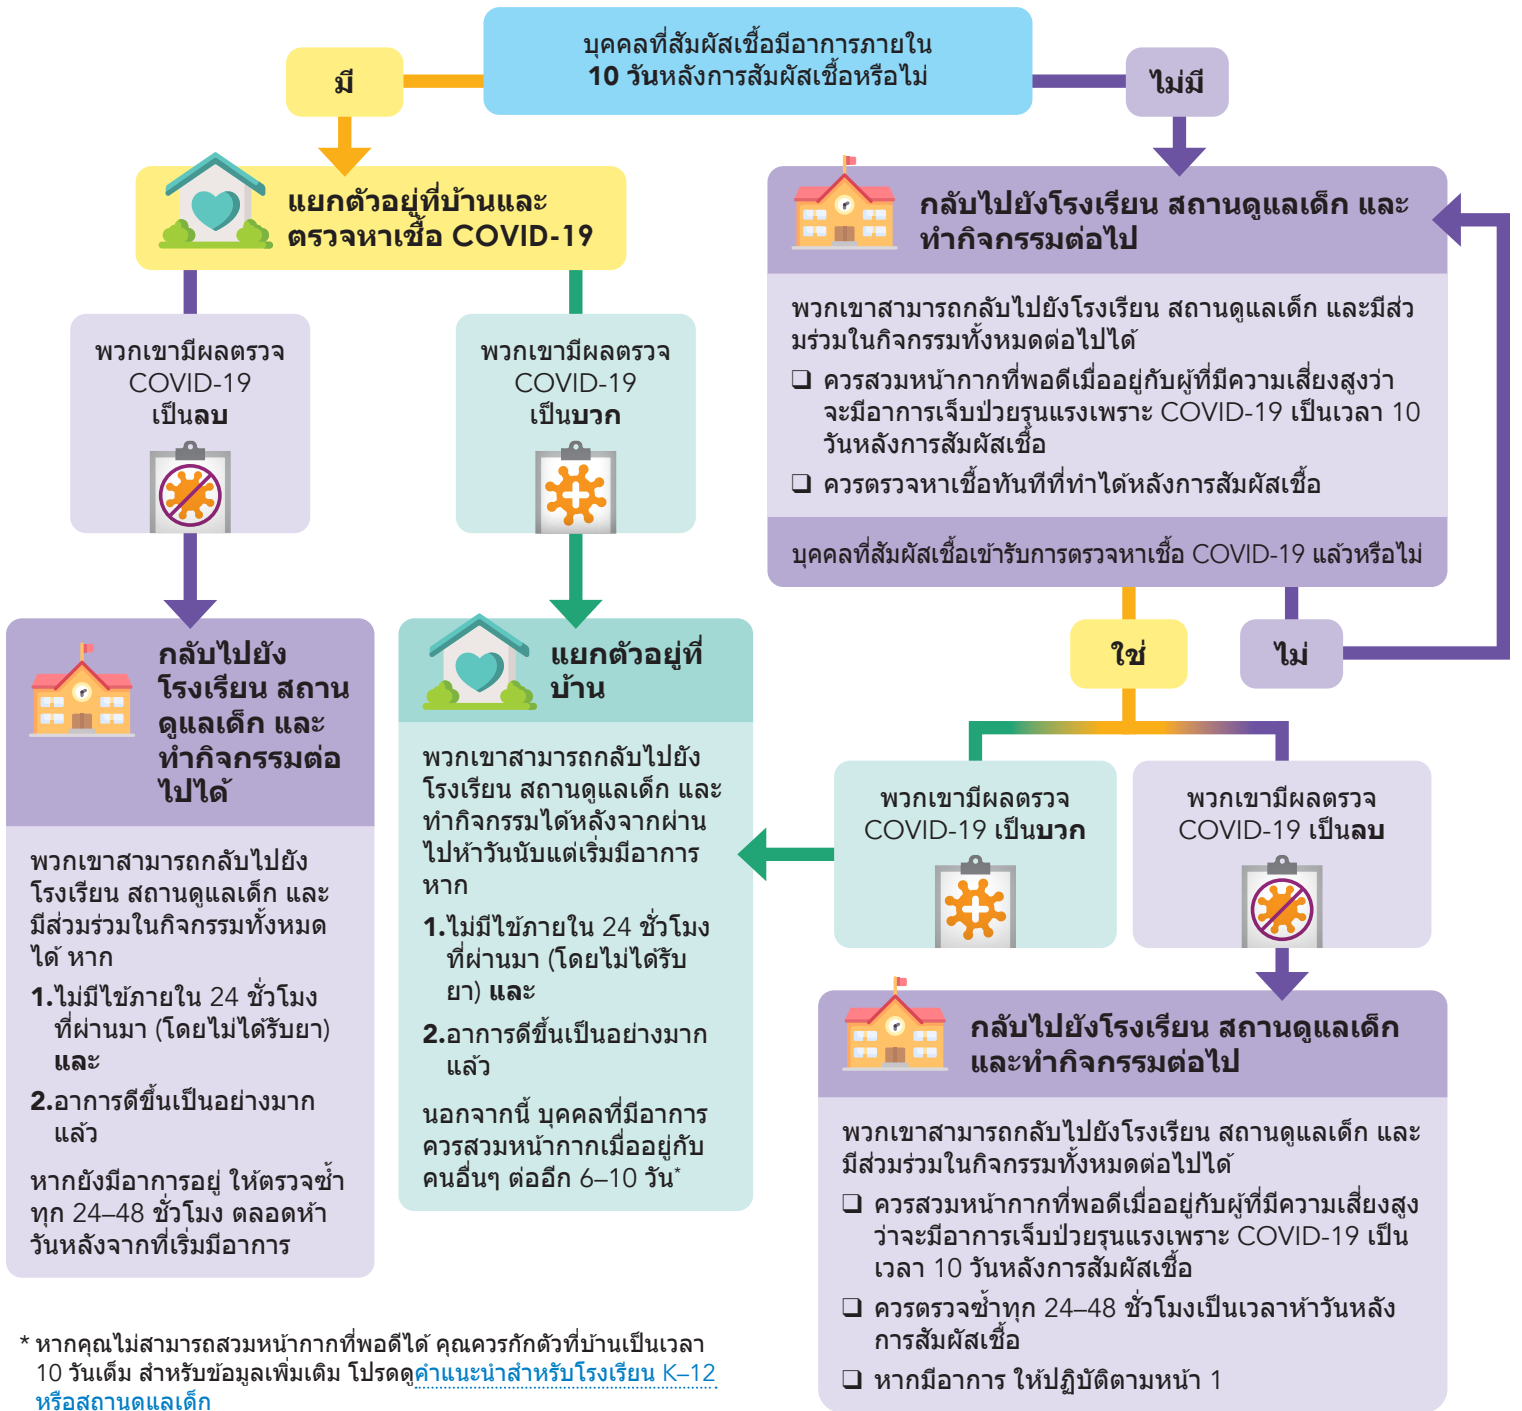 บุคคลที่สัมผัสเชื้อมีอาการภายใน
10 วันหลังการสัมผัสเชื้อหรือไม่
มี
ไม่มี
แยกตัวอยู่ที่บ้านและ
ตรวจหาเชื้อ COVID-19
กลับไปยังโรงเรียน สถานดูแลเด็ก และ
ทำกิจกรรมต่อไป
พวกเขาสามารถกลับไปยังโรงเรียน สถานดูแลเด็ก และมีส่ว
มร่วมในกิจกรรมทั้งหมดต่อไปได้
❑ ควรสวมหน้ากากที่พอดีเมื่ออยู่กับผู้ที่มีความเสี่ยงสูงว่า
จะมีอาการเจ็บป่วยรุนแรงเพราะ COVID-19 เป็นเวลา 10
วันหลังการสัมผัสเชื้อ
❑ ควรตรวจหาเชื้อทันทีที่ทำได้หลังการสัมผัสเชื้อ
บุคคลที่สัมผัสเชื้อเข้ารับการตรวจหาเชื้อ COVID-19 แล้วหรือไม่
พวกเขามีผลตรวจ
COVID-19
เป็นลบ
พวกเขามีผลตรวจ
COVID-19
เป็นบวก
ใช่
ไม่
กลับไปยัง
โรงเรียน สถาน
ดูแลเด็ก และ
ทำกิจกรรมต่อ
ไปได้
พวกเขาสามารถกลับไปยัง
โรงเรียน สถานดูแลเด็ก และ
มีส่วนร่วมในกิจกรรมทั้งหมด
ได้ หาก
1.ไม่มีไข้ภายใน 24 ชั่วโมง
ที่ผ่านมา (โดยไม่ได้รับยา)
และ
2.อาการดีขึ้นเป็นอย่างมาก
แล้ว
หากยังมีอาการอยู่ ให้ตรวจซ้ำ
ทุก 24–48 ชั่วโมง ตลอดห้า
วันหลังจากที่เริ่มมีอาการ
แยกตัวอยู่ที่
บ้าน
พวกเขาสามารถกลับไปยัง
โรงเรียน สถานดูแลเด็ก และ
ทำกิจกรรมได้หลังจากผ่าน
ไปห้าวันนับแต่เริ่มมีอาการ
หาก
1.ไม่มีไข้ภายใน 24 ชั่วโมง
ที่ผ่านมา (โดยไม่ได้รับ
ยา) และ
2.อาการดีขึ้นเป็นอย่างมาก
แล้ว
นอกจากนี้ บุคคลที่มีอาการ
ควรสวมหน้ากากเมื่ออยู่กับ
คนอื่นๆ ต่ออีก 6–10 วัน*
พวกเขามีผลตรวจ
COVID-19 เป็นบวก
พวกเขามีผลตรวจ
COVID-19 เป็นลบ
กลับไปยังโรงเรียน สถานดูแลเด็ก
และทำกิจกรรมต่อไป
พวกเขาสามารถกลับไปยังโรงเรียน สถานดูแลเด็ก และ
มีส่วนร่วมในกิจกรรมทั้งหมดต่อไปได้
❑ ควรสวมหน้ากากที่พอดีเมื่ออยู่กับผู้ที่มีความเสี่ยงสูง
ว่าจะมีอาการเจ็บป่วยรุนแรงเพราะ COVID-19 เป็น
เวลา 10 วันหลังการสัมผัสเชื้อ
❑ ควรตรวจซ้ำทุก 24–48 ชั่วโมงเป็นเวลาห้าวันหลัง
การสัมผัสเชื้อ
❑ หากมีอาการ ให้ปฏิบัติตามหน้า 1
* หากคุณไม่สามารถสวมหน้ากากที่พอดีได้ คุณควรกักตัวที่บ้านเป็นเวลา
10 วันเต็ม สำหรับข้อมูลเพิ่มเติม โปรดดูคำแนะนำสำหรับโรงเรียน K–12
หรือสถานดูแลเด็ก